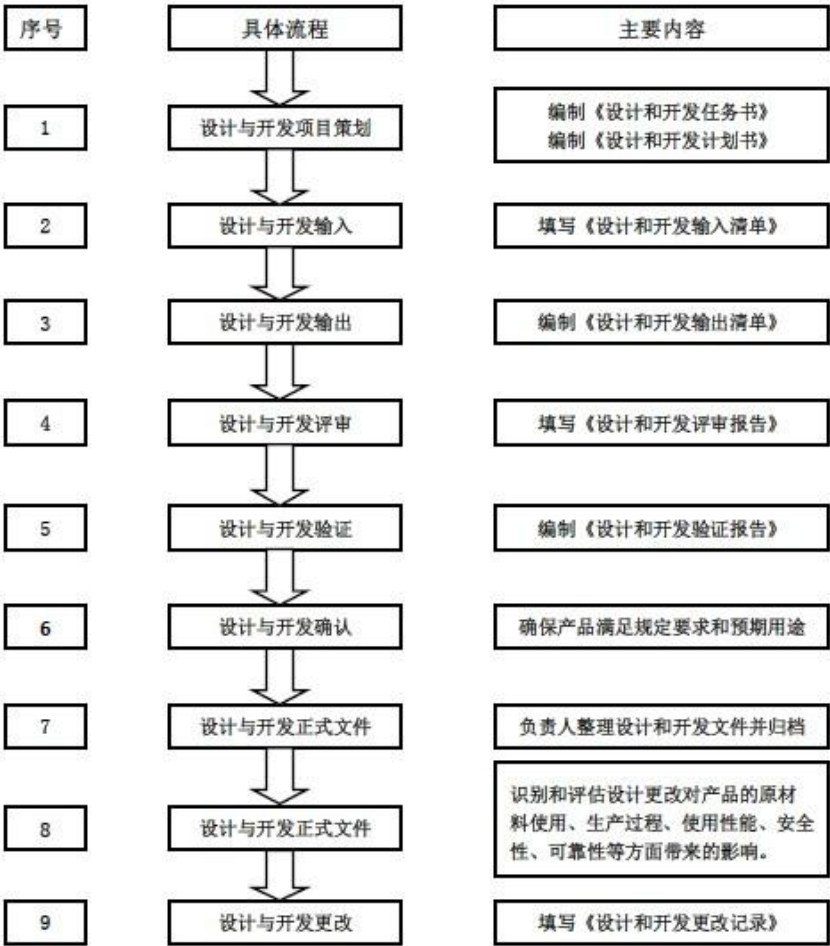 序号
具体流程
主要内容
1
设计与开发项目策划
编制《设计和开发任务书》
编制《设计和开发计划书》
2
设计与开发输入
填写《设计和开发输入清单》
3
设计与开发输出
编制《设计和开发输出清单》
4
设计与开发评审
填写《设计和开发评审报告》
5
设计与开发验证
编制《设计和开发验证报告》
6
设计与开发确认
确保产品满足规定要求和预期用途
7
设计与开发正式文件
负责人整理设计和开发文件并归档
8
设计与开发正式文件
识别和评估设计更改对产品的原材
料使用、生产过程、使用性能、安全
性、可靠性等方面带来的影响。
9
设计与开发更改
填写《设计和开发更改记录》